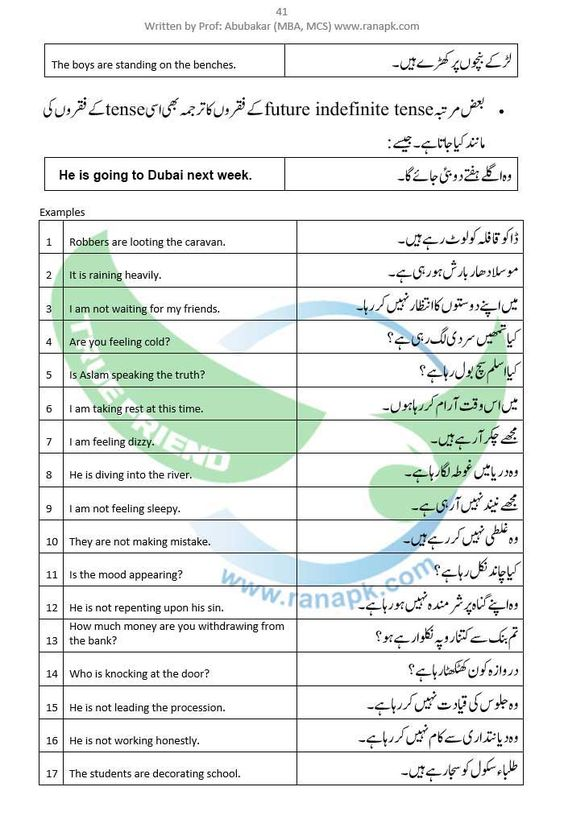 41
Written by Prof: Abubakar (MBA, MCS) www.ranapk.com
The boys are standing on the benches. لڑکے بنچوں پر کھڑے ہیں۔
• بعض مرتبہ future indefinite tense کے فقروں کا ترجمہ بھی اسی tense کے فقروں کی
مانند کیا جاتا ہے۔ جیسے:
He is going to Dubai next week. وہ اگلے ہفتے دوبئی جائے گا۔
Examples
1 Robbers are looting the caravan. ڈاکو قافلہ کو لوٹ رہے ہیں۔
2 It is raining heavily. موسلا دھار بارش ہو رہی ہے۔
3 I am not waiting for my friends. میں اپنے دوستوں کا انتظار نہیں کر رہا۔
4 Are you feeling cold? کیا تمھیں سردی لگ رہی ہے؟
5 Is Aslam speaking the truth? کیا اسلم سچ بول رہا ہے؟
6 I am taking rest at this time. میں اس وقت آرام کر رہا ہوں۔
7 I am feeling dizzy. مجھے چکر آ رہے ہیں۔
8 He is diving into the river. وہ دریا میں غوطہ لگا رہا ہے۔
9 I am not feeling sleepy. مجھے نیند نہیں آ رہی ہے۔
10 They are not making mistake. وہ غلطی نہیں کر رہے ہیں۔
11 Is the mood appearing? کیا چاند نکل رہا ہے؟
12 He is not repenting upon his sin. وہ اپنے گناہ پر شرمندہ نہیں ہو رہا ہے۔
How much money are you withdrawing from
13 the bank? تم بنک سے کتنا روپیہ نکلوا رہے ہو؟
14 Who is knocking at the door? دروازہ کون کھٹکھٹا رہا ہے؟
15 He is not leading the procession. وہ جلوس کی قیادت نہیں کر رہا ہے۔
16 He is not working honestly. وہ دیانتداری سے کام نہیں کر رہا ہے۔
17 The students are decorating school. طلباء سکول کو سجا رہے ہیں۔
TRUE FRIEND
www.ranapk.com